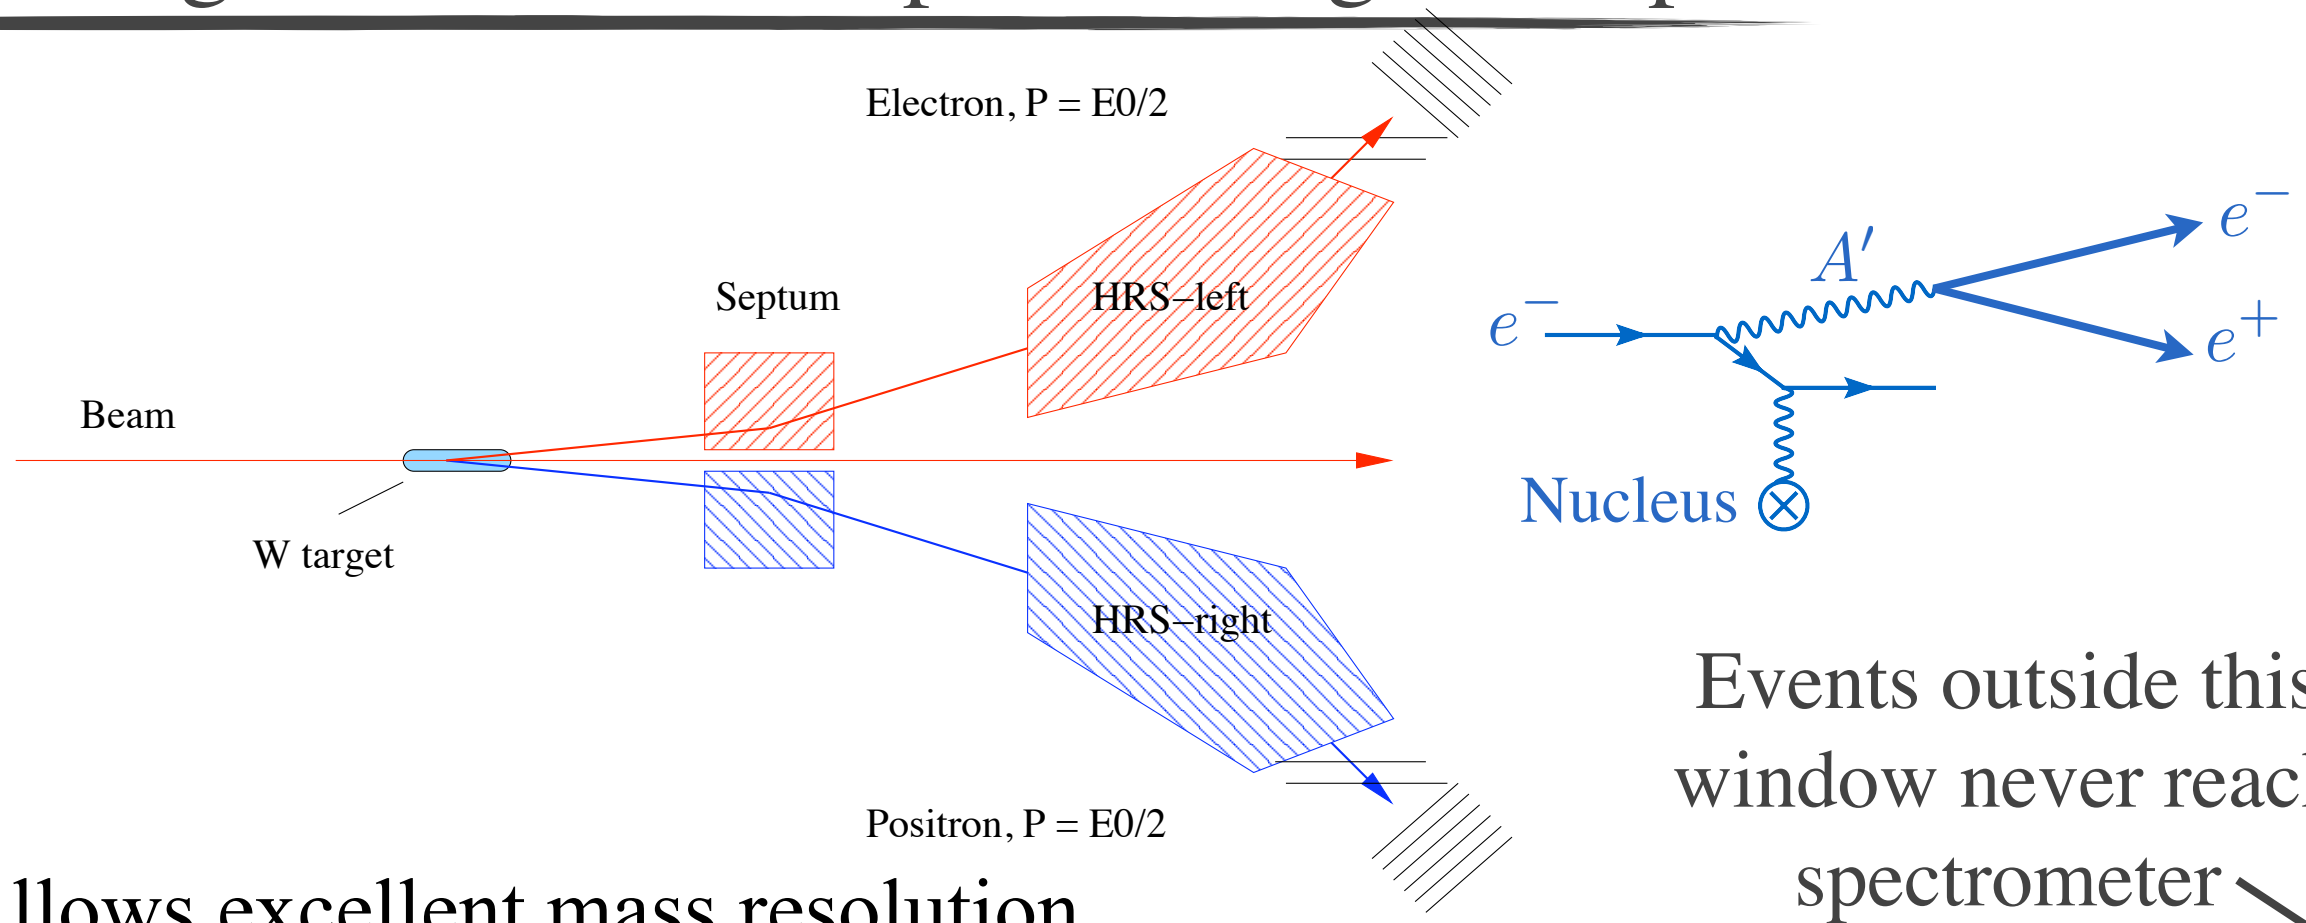 Electron, P = E0/2
Septum
HRS–left
Beam
W target
HRS–right
Positron, P = E0/2
e⁻
A′
e⁻
e⁺
Nucleus
Events outside this
window never reach
spectrometer
llows excellent mass resolution